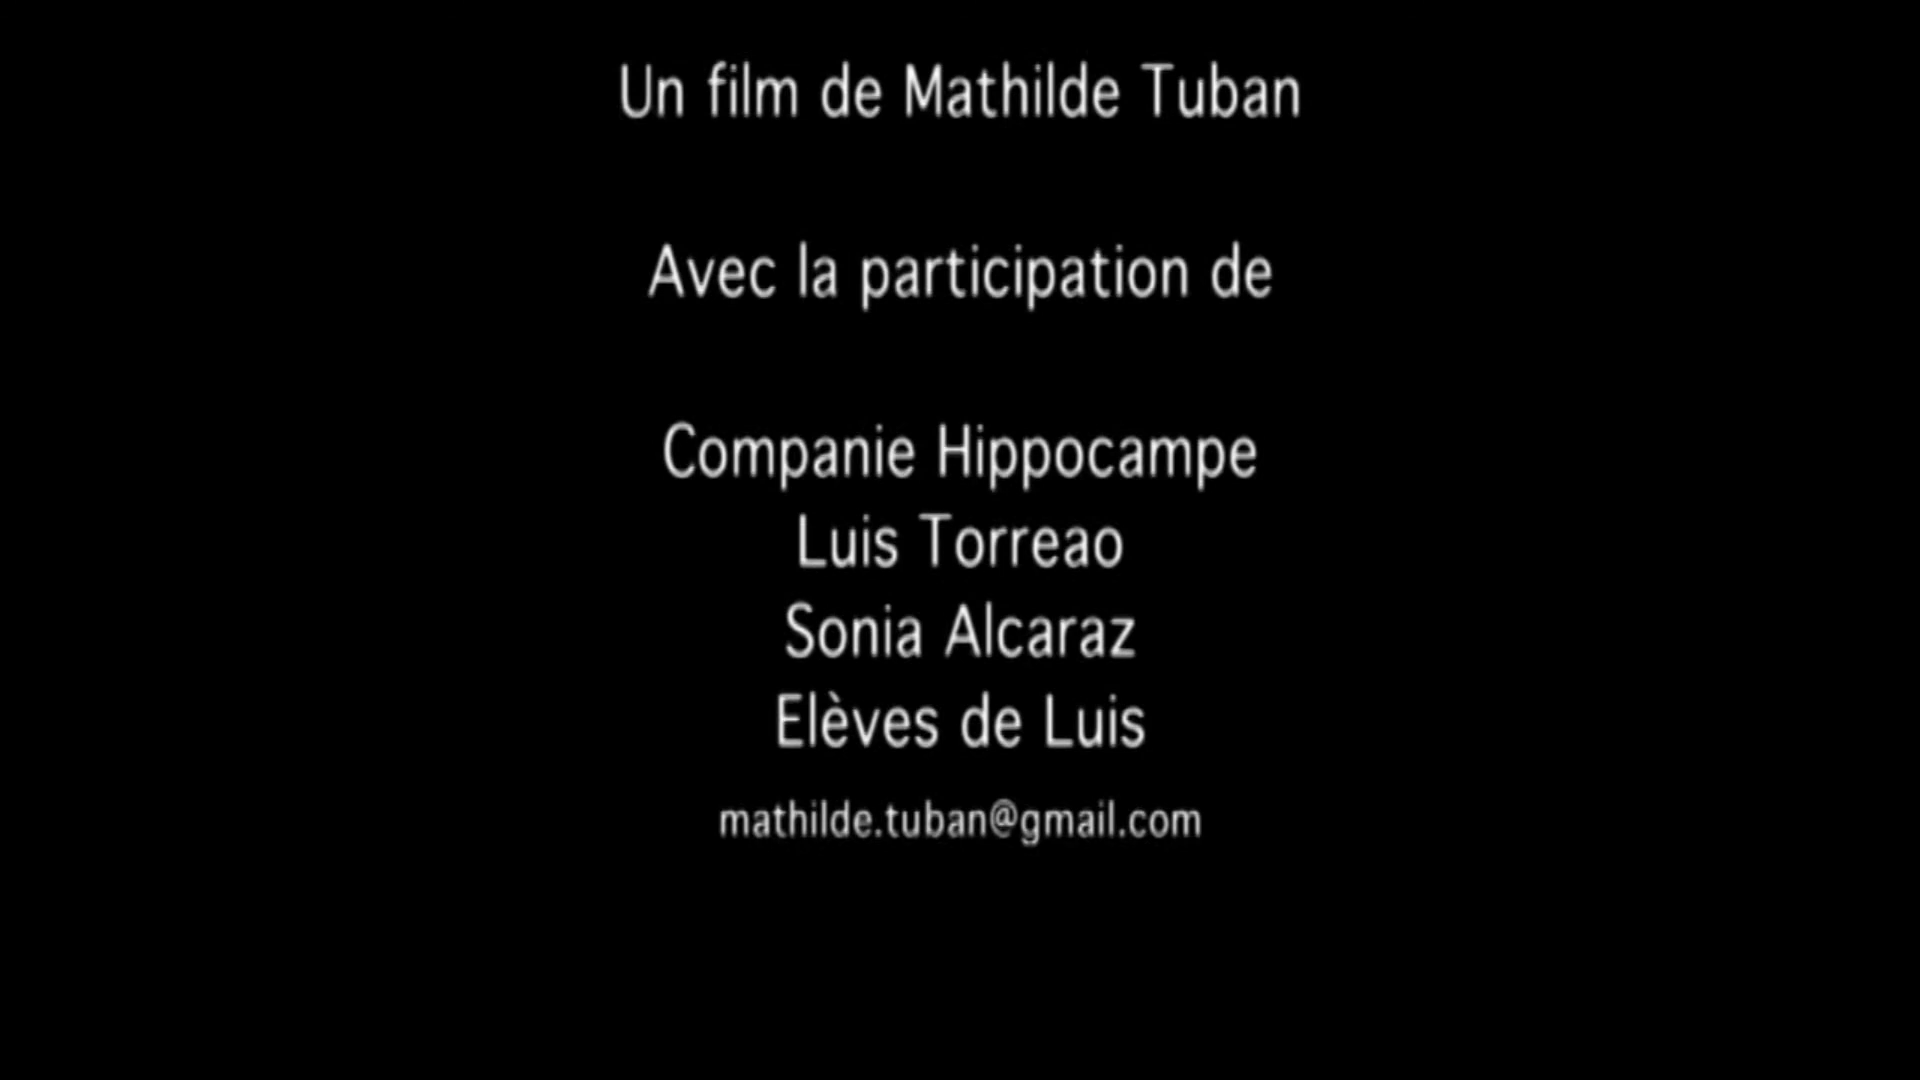 Un film de Mathilde Tuban
Avec la participation de
Companie Hippocampe
Luis Torreao
Sonia Alcaraz
Elèves de Luis
mathilde.tuban@gmail.com